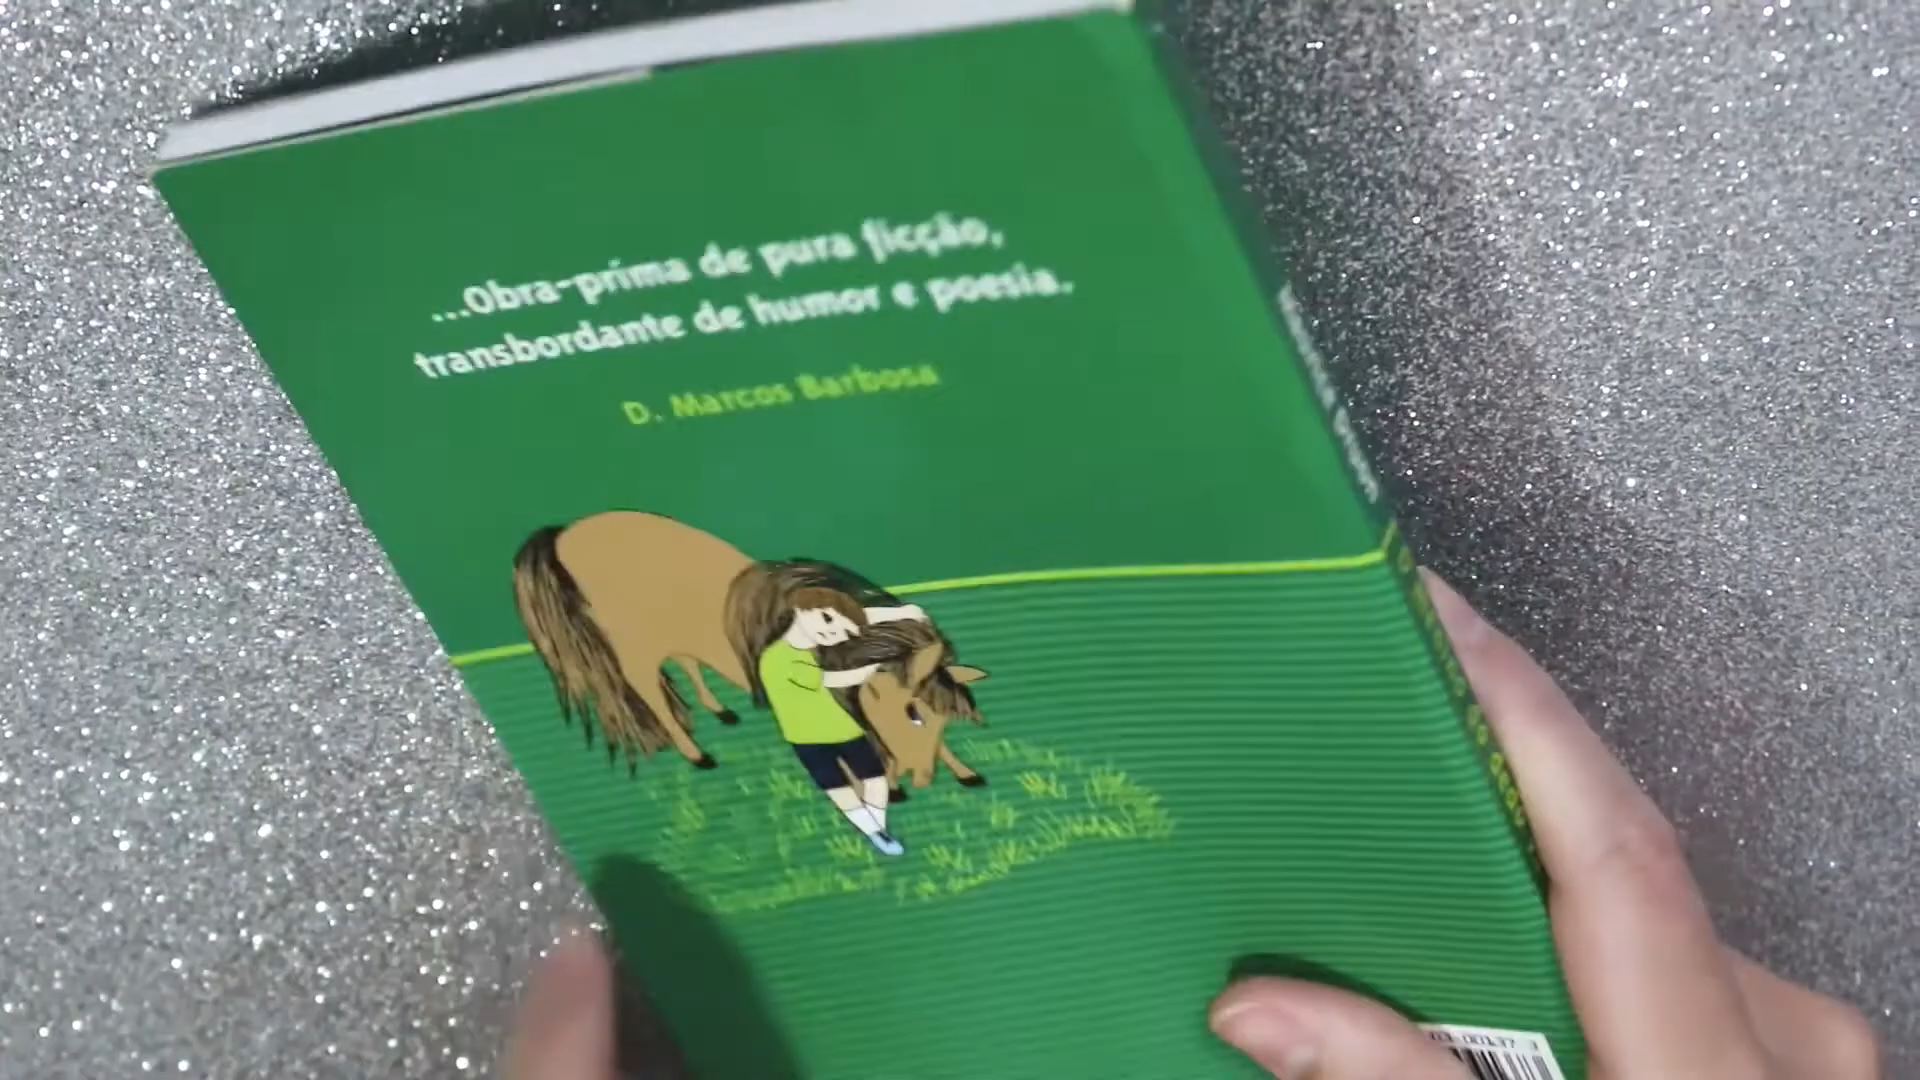 ...Obra-prima de pura ficção,
transbordante de humor e poesia.
D. Marcos Barbosa